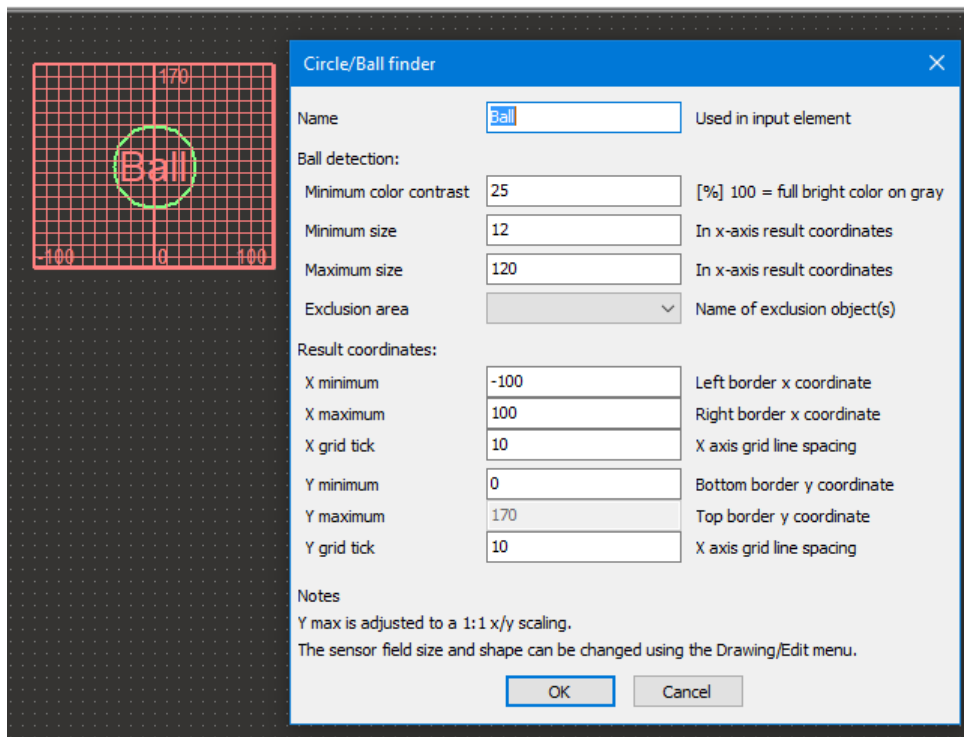 170
Ball
-100 0 100
Circle/Ball finder
Name Ball Used in input element
Ball detection:
Minimum color contrast 25 [%] 100 = full bright color on gray
Minimum size 12 In x-axis result coordinates
Maximum size 120 In x-axis result coordinates
Exclusion area Name of exclusion object(s)
Result coordinates:
X minimum -100 Left border x coordinate
X maximum 100 Right border x coordinate
X grid tick 10 X axis grid line spacing
Y minimum 0 Bottom border y coordinate
Y maximum 170 Top border y coordinate
Y grid tick 10 X axis grid line spacing
Notes
Y max is adjusted to a 1:1 x/y scaling.
The sensor field size and shape can be changed using the Drawing/Edit menu.
OK Cancel